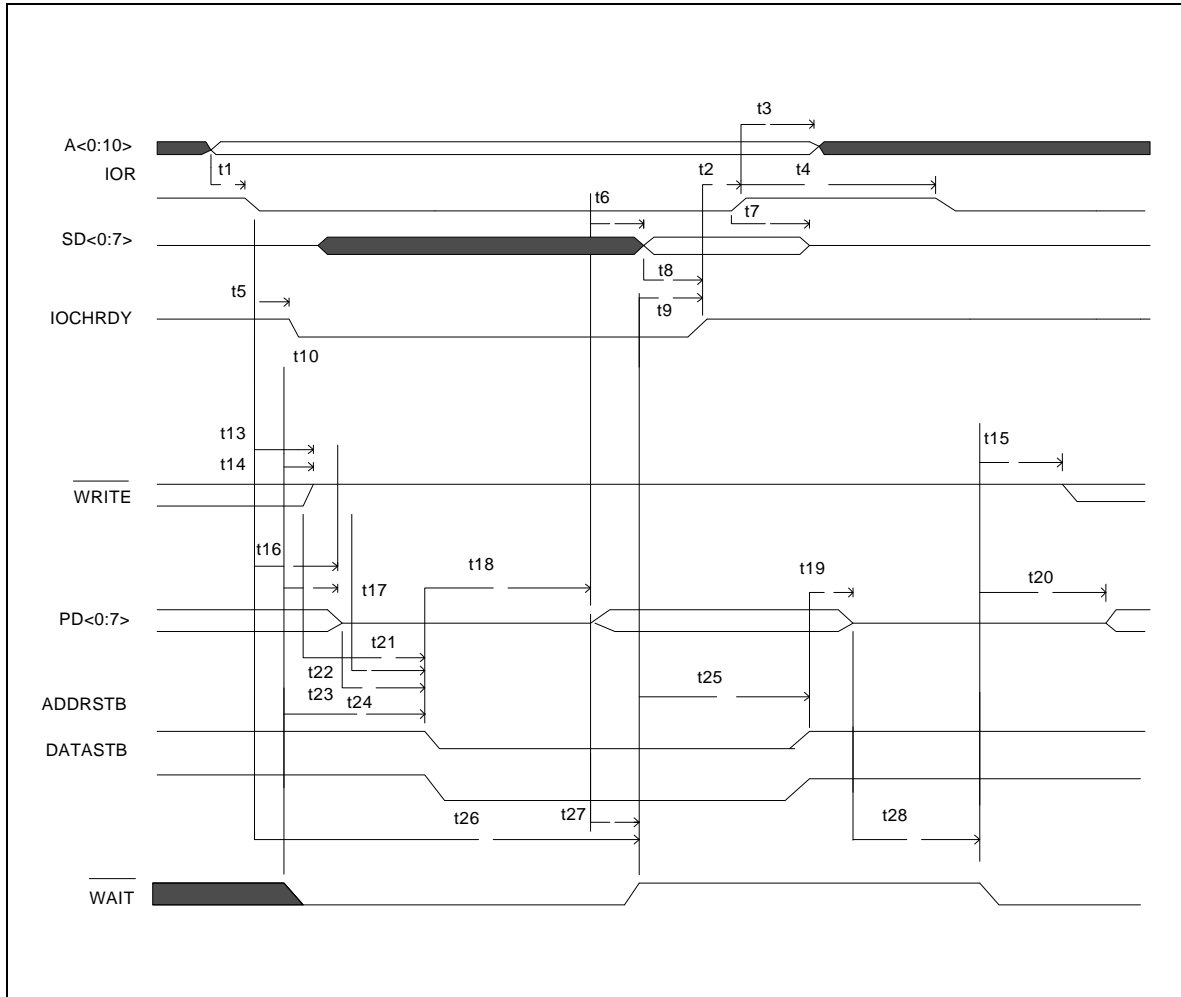 t3
A<0:10>
IOR
t1
t2
t4
t6
t7
SD<0:7>
t8
t5
t9
IOCHRDY
t10
t13
t15
t14
WRITE
t16
t18
t19
t17
t20
PD<0:7>
t21
t22
t23
t25
ADDRSTB
t24
DATASTB
t26
t27
t28
WAIT